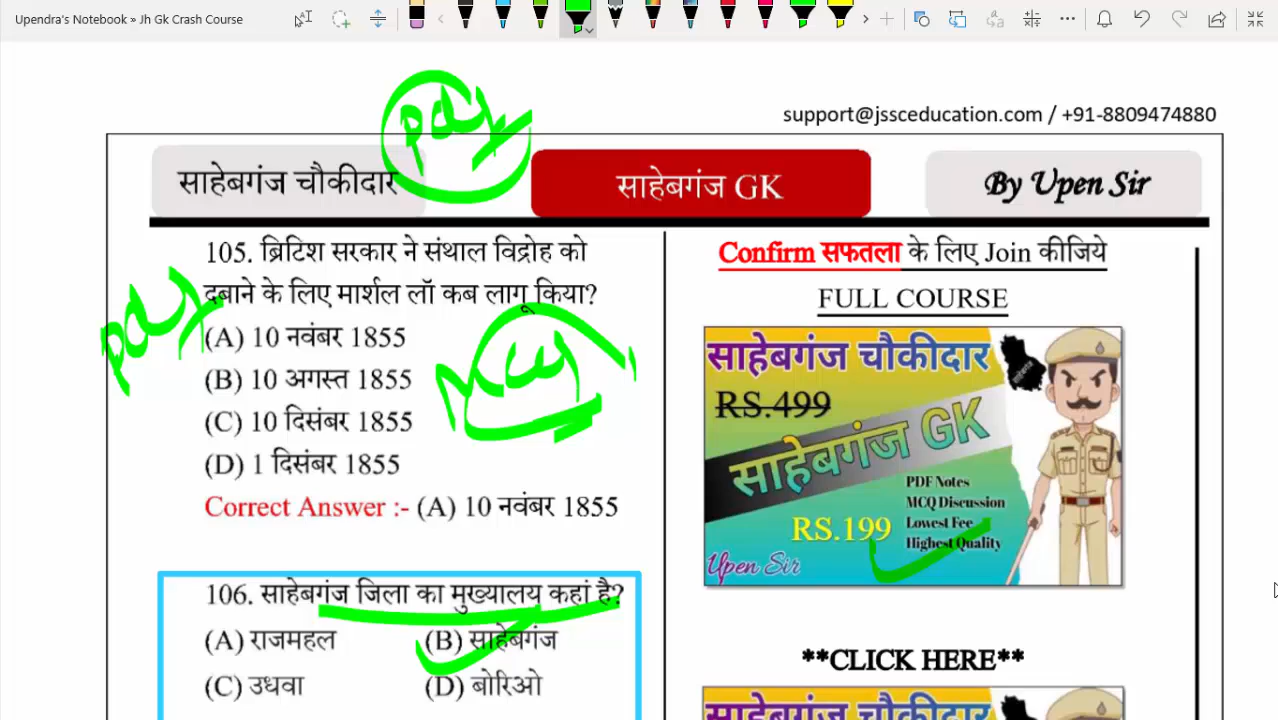 Upendra's Notebook » Jh Gk Crash Course
support@jssceducation.com / +91-8809474880
pdf
साहेबगंज चौकीदार
साहेबगंज GK
By Upen Sir
105. ब्रिटिश सरकार ने संथाल विद्रोह को
दबाने के लिए मार्शल लॉ कब लागू किया?
pdf
(A) 10 नवंबर 1855
(B) 10 अगस्त 1855
(C) 10 दिसंबर 1855
(D) 1 दिसंबर 1855
Correct Answer :- (A) 10 नवंबर 1855
106. साहेबगंज जिला का मुख्यालय कहां है?
(A) राजमहल
(B) साहेबगंज
(C) उधवा
(D) बोरिओ
Confirm सफतला के लिए Join कीजिये
FULL COURSE
साहेबगंज चौकीदार
साहेबगंज
RS.499
साहेबगंज GK
PDF Notes
MCQ Discussion
Lowest Fee
Highest Quality
RS.199
Upen Sir
**CLICK HERE**